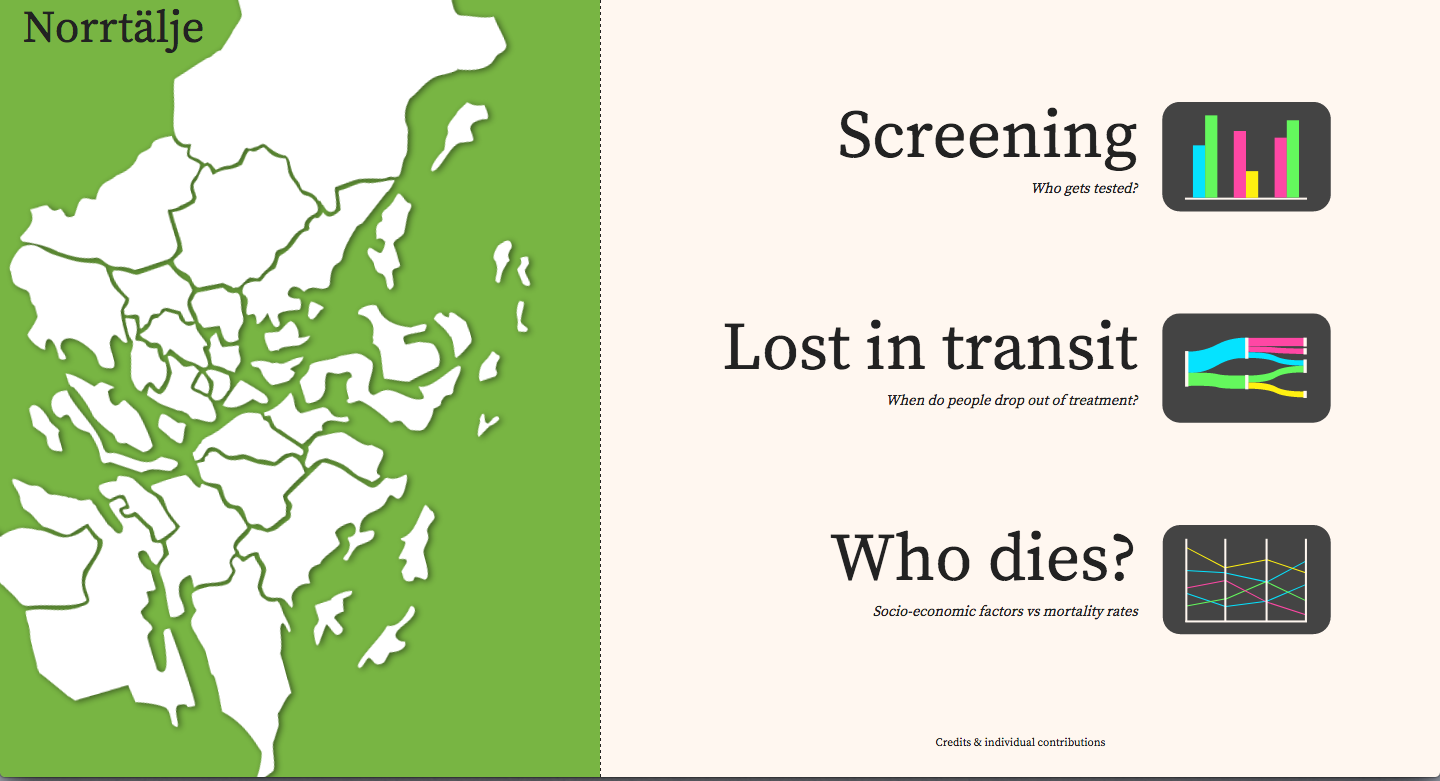 Norrtälje
Screening
Who gets tested?
Lost in transit
When do people drop out of treatment?
Who dies?
Socio-economic factors vs mortality rates
Credits & individual contributions